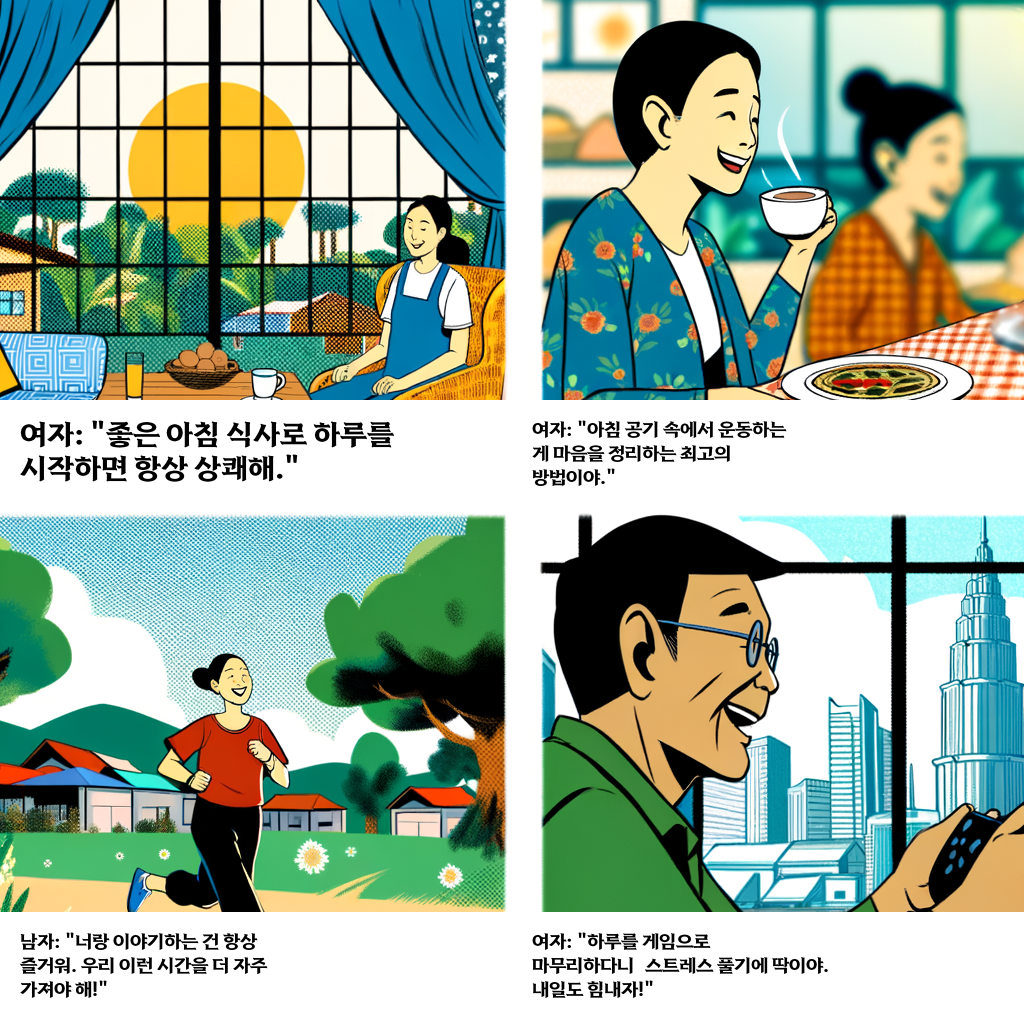 여자: "좋은 아침 식사로 하루를
시작하면 항상 상쾌해."
여자: "아침 공기 속에서 운동하는
게 마음을 정리하는 최고의
방법이야."
남자: "너랑 이야기하는 건 항상
즐거워. 우리 이런 시간을 더 자주
가져야 해!"
여자: "하루를 게임으로
마무리하다니 스트레스 풀기에 딱이야.
내일도 힘내자!"